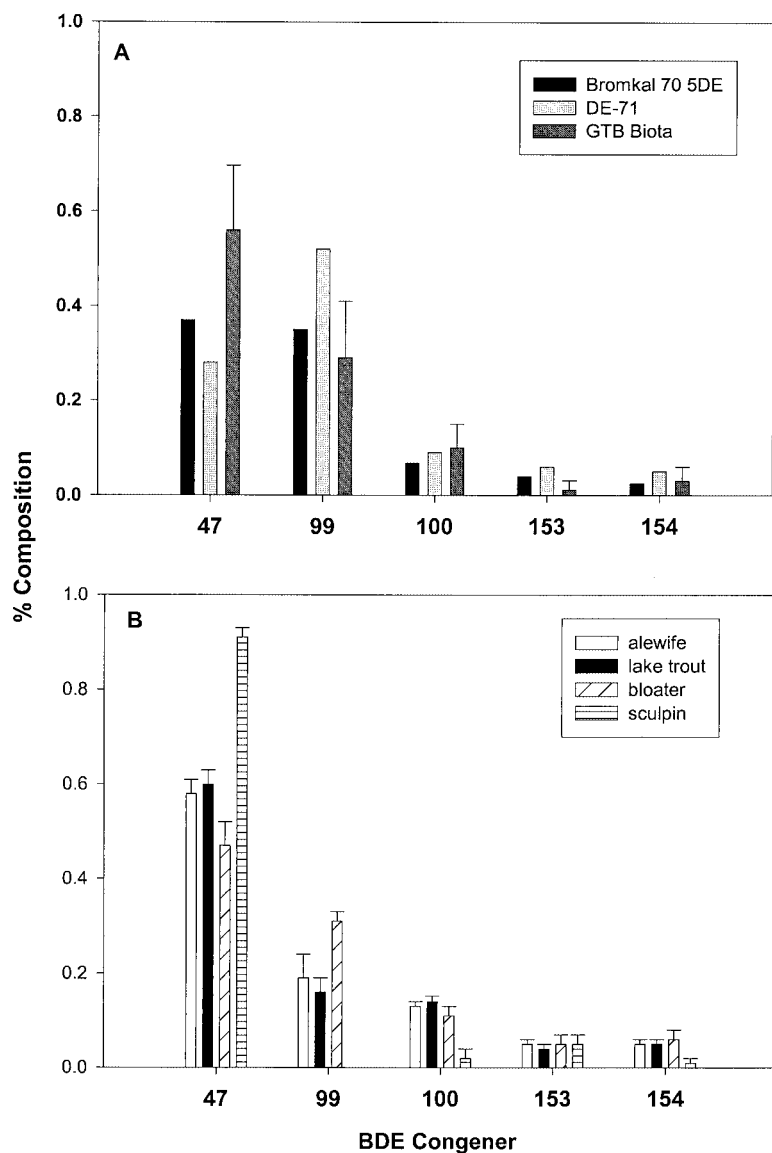 A
Bromkal 70 5DE
DE-71
GTB Biota
1.0
0.8
0.6
0.4
0.2
0.0
47 99 100 153 154
% Composition
B
alewife
lake trout
bloater
sculpin
1.0
0.8
0.6
0.4
0.2
0.0
47 99 100 153 154
BDE Congener